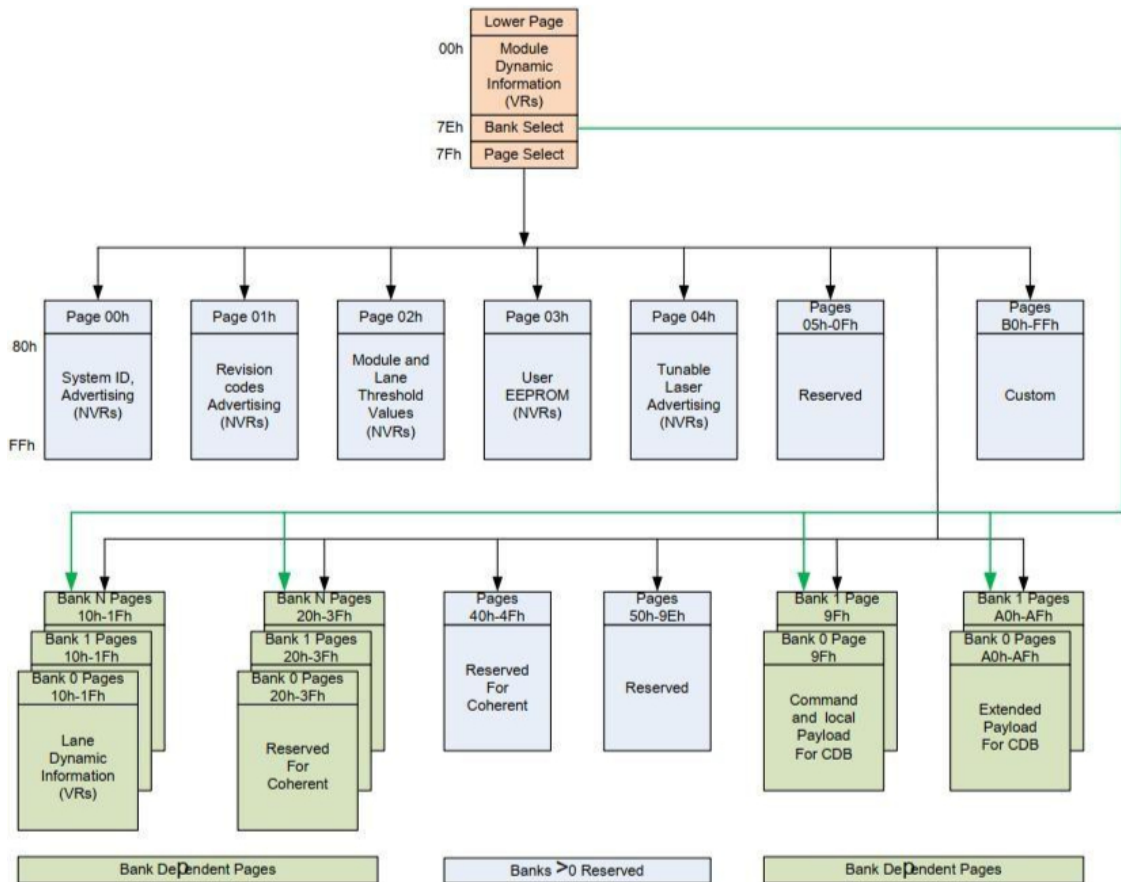 Lower Page
00h
Module
Dynamic
Information
(VRs)
7Eh
Bank Select
7Fh
Page Select
Page 00h
80h
System ID,
Advertising
(NVRs)
FFh
Page 01h
Revision
codes
Advertising
(NVRs)
Page 02h
Module and
Lane
Threshold
Values
(NVRs)
Page 03h
User
EEPROM
(NVRs)
Page 04h
Tunable
Laser
Advertising
(NVRs)
Pages
05h-0Fh
Reserved
Pages
B0h-FFh
Custom
Bank N Pages
10h-1Fh
Bank 1 Pages
10h-1Fh
Bank 0 Pages
10h-1Fh
Lane
Dynamic
Information
(VRs)
Bank N Pages
20h-3Fh
Bank 1 Pages
20h-3Fh
Bank 0 Pages
20h-3Fh
Reserved
For
Coherent
Pages
40h-4Fh
Reserved
For
Coherent
Pages
50h-9Eh
Reserved
Bank 1 Page
9Fh
Bank 0 Page
9Fh
Command
and local
Payload
For CDB
Bank 1 Pages
A0h-AFh
Bank 0 Pages
A0h-AFh
Extended
Payload
For CDB
Bank Dependent Pages
Banks >0 Reserved
Bank Dependent Pages